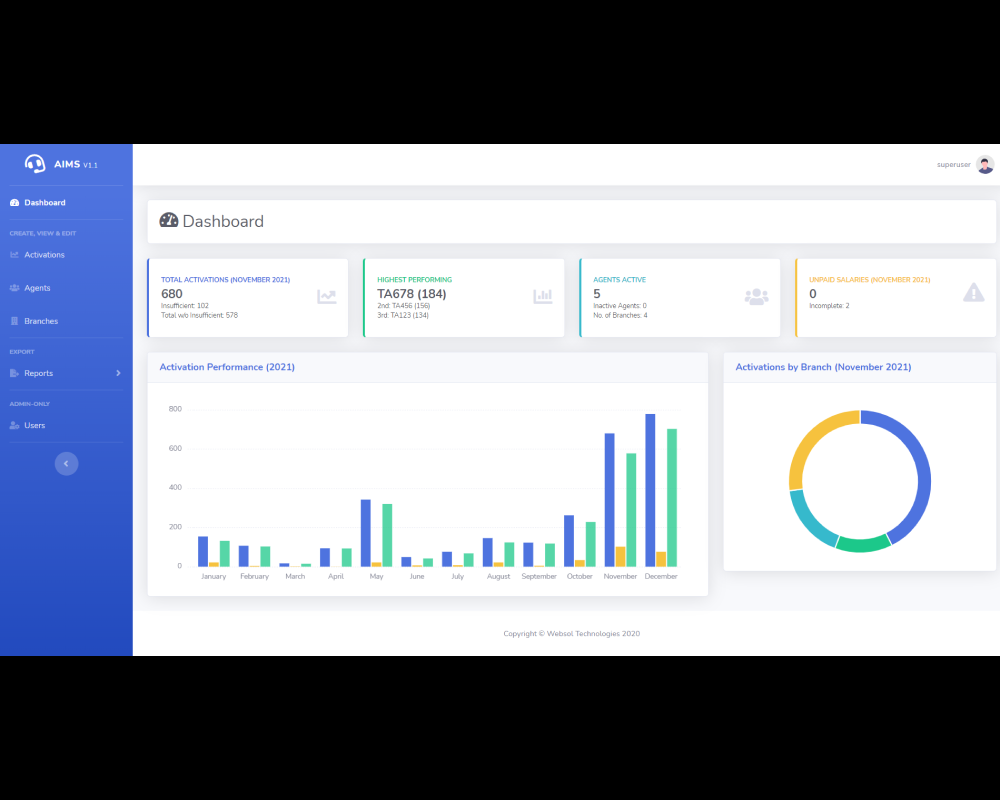 AIMS V1.1
superuser
Dashboard
CREATE, VIEW & EDIT
Activations
Agents
Branches
EXPORT
Reports
ADMIN-ONLY
Users
Dashboard
TOTAL ACTIVATIONS (NOVEMBER 2021)
680
Insufficient: 102
Total w/o Insufficient: 578
HIGHEST PERFORMING
TA678 (184)
2nd: TA456 (156)
3rd: TA123 (134)
AGENTS ACTIVE
5
Inactive Agents: 0
No. of Branches: 4
UNPAID SALARIES (NOVEMBER 2021)
0
Incomplete: 2
Activation Performance (2021)
800
600
400
200
0
January February March April May June July August September October November December
Activations by Branch (November 2021)
Copyright © Websol Technologies 2020